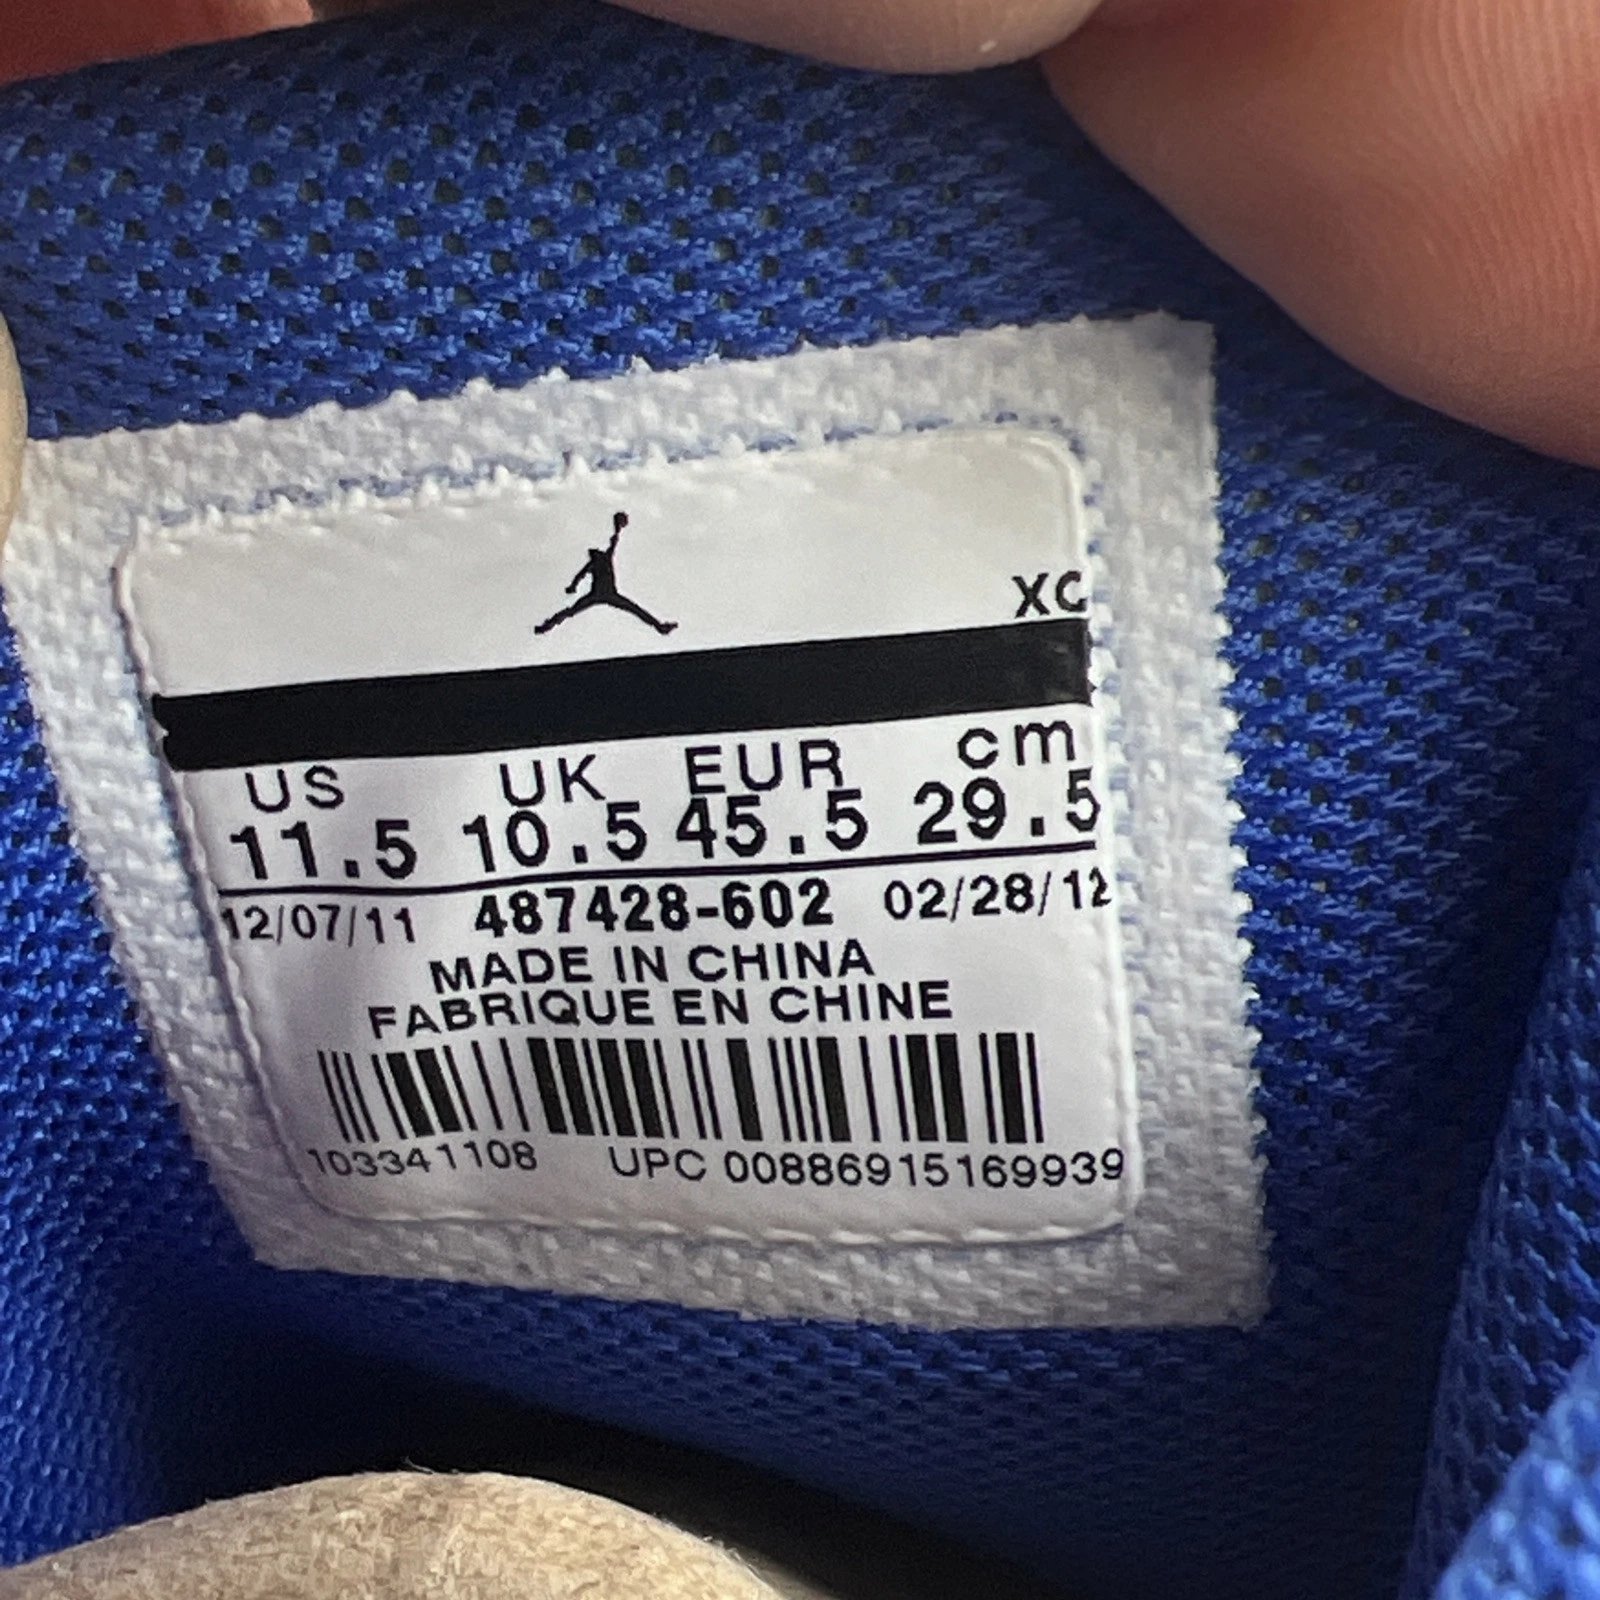 XC
US UK EUR cm
11.5 10.5 45.5 29.5
12/07/11 487428-602 02/28/12
MADE IN CHINA
FABRIQUE EN CHINE
1033411108 UPC 00886915169939